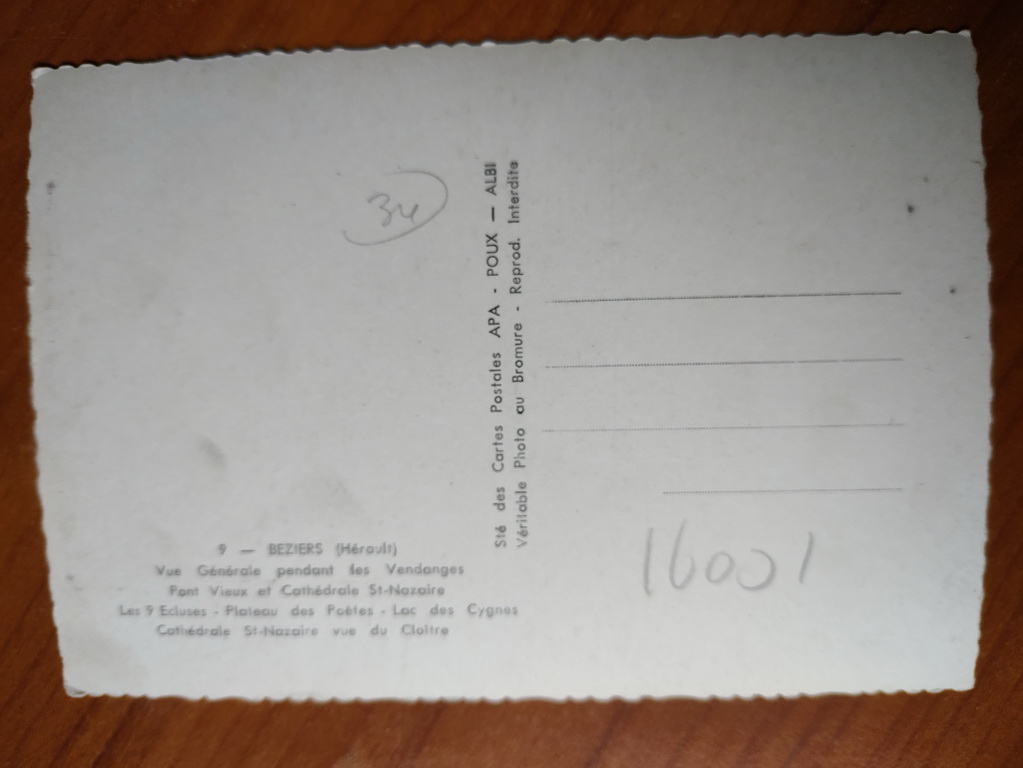 34
Sté des Cartes Postales APA - POUX — ALBI
Véritable Photo au Bromure - Reprod. Interdite
9 — BEZIERS (Hérault)
Vue Générale pendant les Vendanges
Pont Vieux et Cathédrale St-Nazaire
Les 9 Ecluses - Plateau des Poètes - Lac des Cygnes
Cathédrale St-Nazaire vue du Cloître